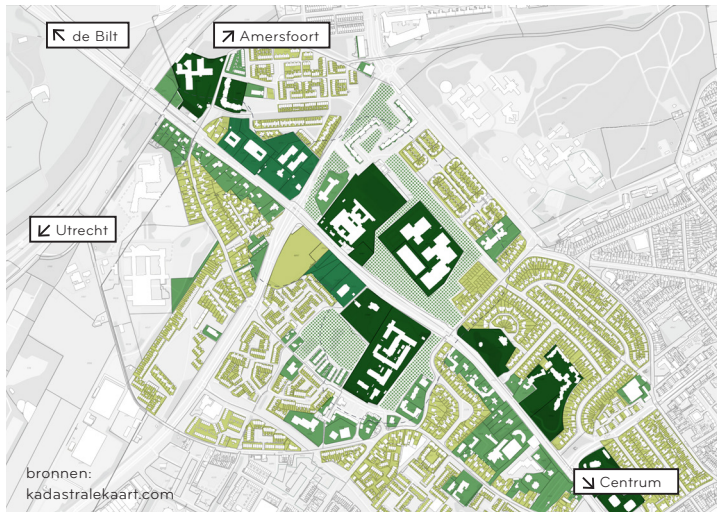 ↖ de Bilt
↗ Amersfoort
↙ Utrecht
↘ Centrum
bronnen:
kadastralekaart.com